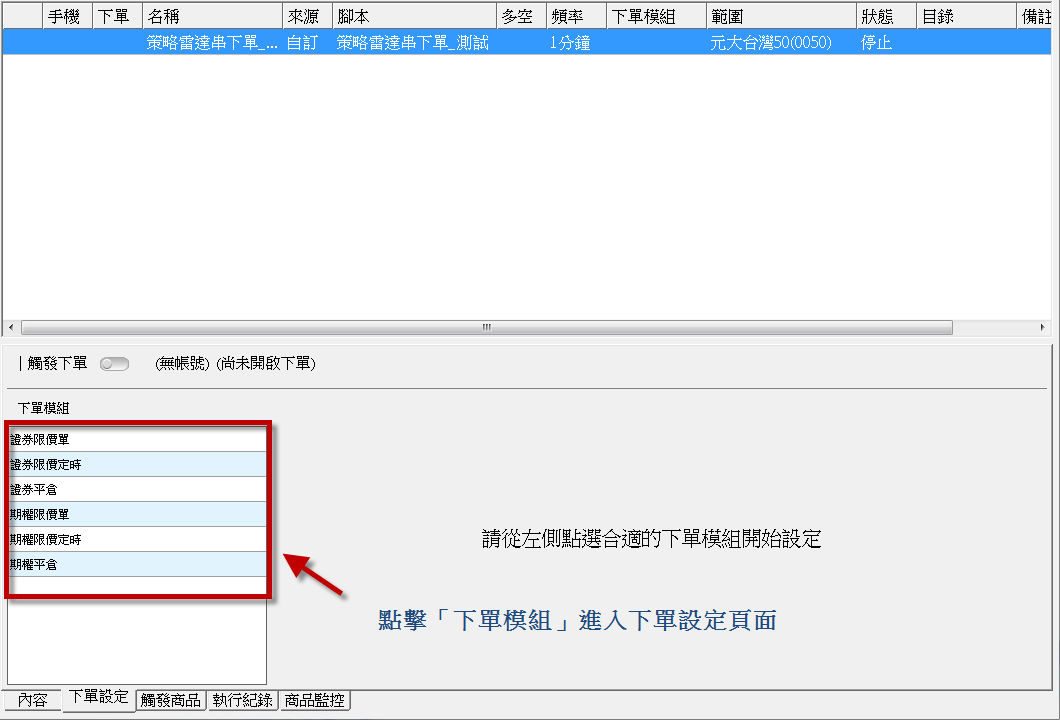 手機 下單 名稱 來源 腳本 多空 頻率 下單模組 範圍 狀態 目錄 備註
策略雷達串下單_... 自訂 策略雷達串下單_測試 1分鐘 元大台灣50(0050) 停止
觸發下單 (無帳號) (尚未開啟下單)
下單模組
證券限價單
證券限價定時
證券平倉
期權限價單
期權限價定時
期權平倉
請從左側點選合適的下單模組開始設定
點擊「下單模組」進入下單設定頁面
內容 下單設定 觸發商品 執行紀錄 商品監控